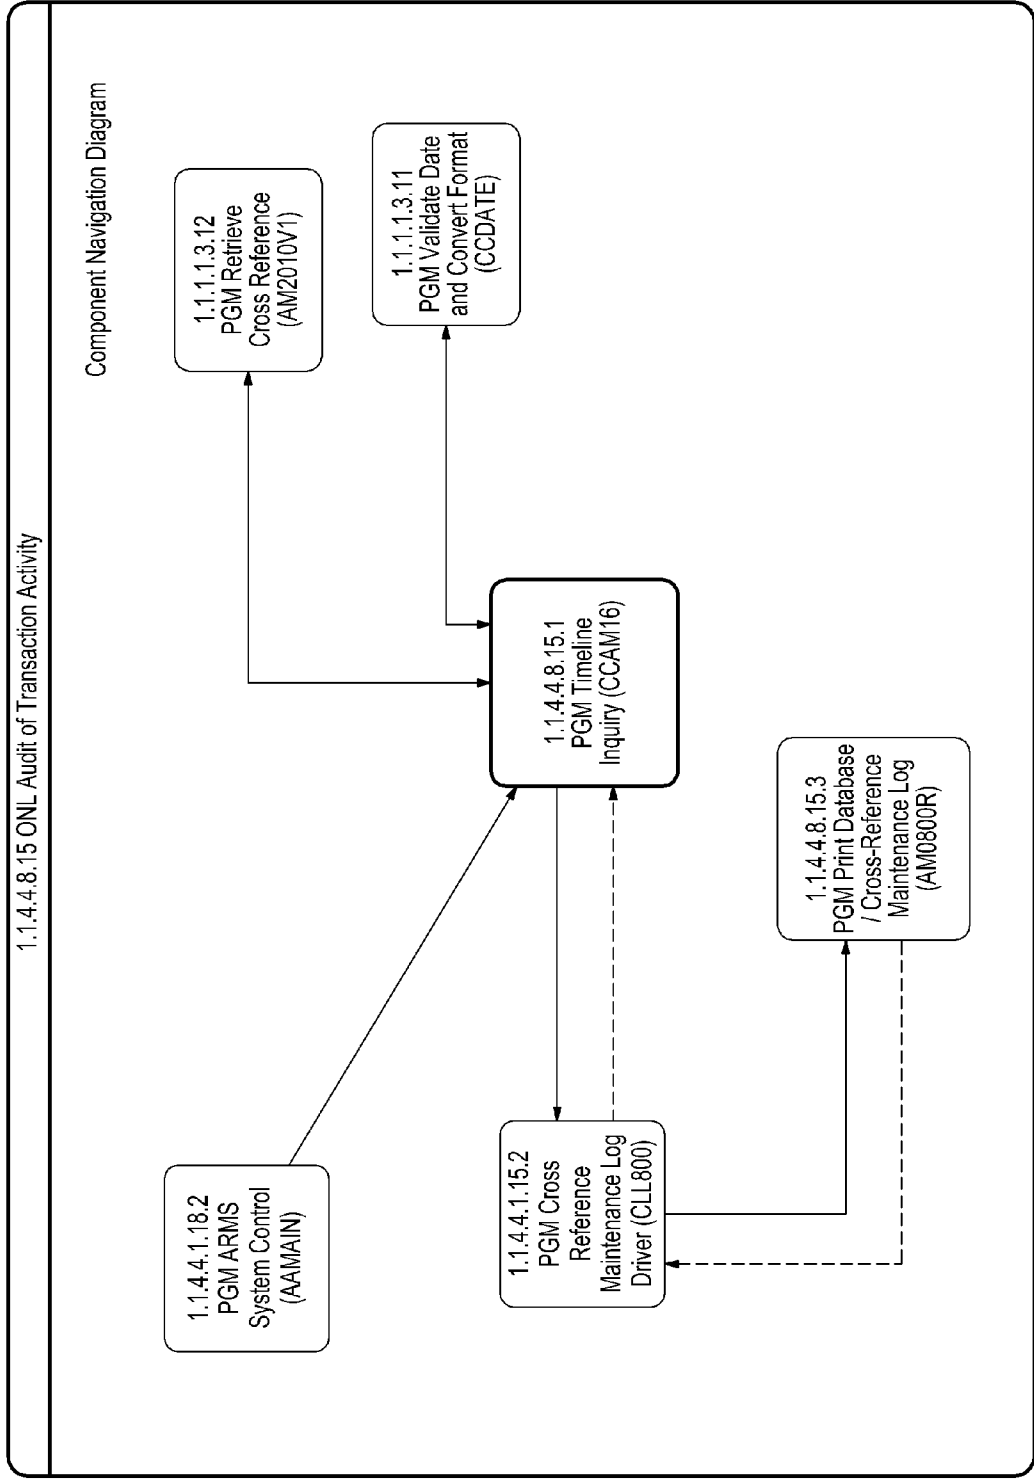 1.1.4.4.8.15 ONL Audit of Transaction Activity
Component Navigation Diagram
1.1.4.4.1.18.2
PGM ARMS
System Control
(AAMAIN)
1.1.1.1.3.12
PGM Retrieve
Cross Reference
(AM2010V1)
1.1.1.1.3.11
PGM Validate Date
and Convert Format
(CCDATE)
1.1.4.4.8.15.1
PGM Timeline
Inquiry (CCAM16)
1.1.4.4.1.15.2
PGM Cross
Reference
Maintenance Log
Driver (CLL800)
1.1.4.4.8.15.3
PGM Print Database
/ Cross-Reference
Maintenance Log
(AM0800R)